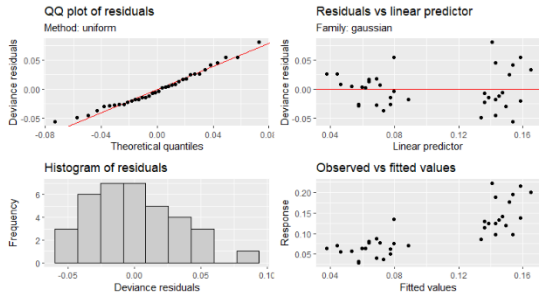 QQ plot of residuals
Method: uniform
Deviance residuals
0.05
0.00
-0.05
-0.08
-0.04
0.00
0.04
0.08
Theoretical quantiles
Residuals vs linear predictor
Family: gaussian
Deviance residuals
0.05
0.00
-0.05
0.04
0.08
0.12
0.16
Linear predictor
Histogram of residuals
Frequency
6
4
2
0
-0.05
0.00
0.05
0.10
Deviance residuals
Observed vs fitted values
Response
0.20
0.15
0.10
0.05
0.04
0.08
0.12
0.16
Fitted values